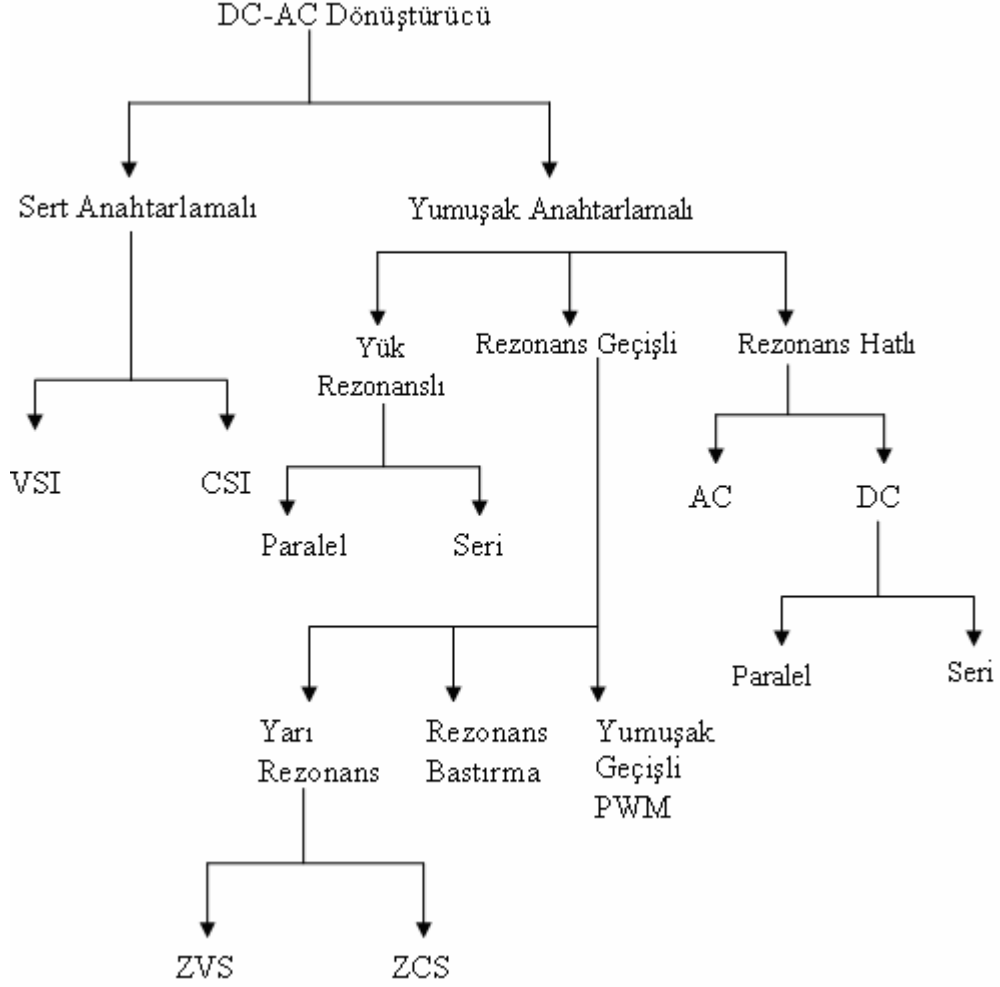 DC-AC Dönüştürücü
Sert Anahtarlamalı
Yumuşak Anahtarlamalı
Yük
Rezonanslı
Rezonans Geçişli
Rezonans Hatlı
VSI
CSI
AC
DC
Paralel
Seri
Paralel
Seri
Yarı
Rezonans
Rezonans
Bastırma
Yumuşak
Geçişli
PWM
ZVS
ZCS